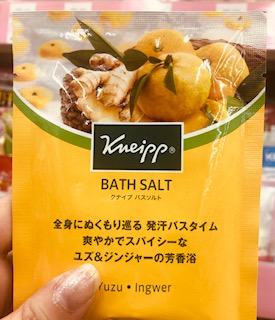 Kneipp®
BATH SALT
クナイプ バスソルト
全身にぬくもり巡る 発汗バスタイム
爽やかでスパイシーな
ユズ&ジンジャーの芳香浴
Yuzu・Ingwer